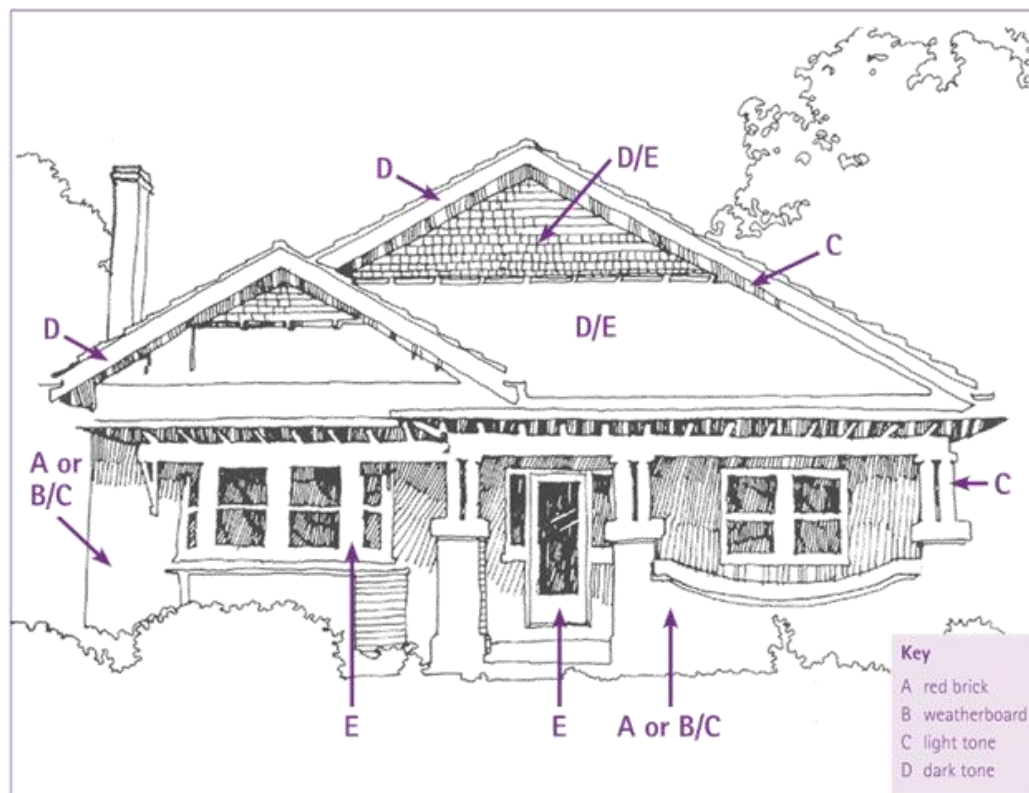 D
D/E
C
D
D/E
A or
B/C
C
E
E
A or B/C
Key
A red brick
B weatherboard
C light tone
D dark tone